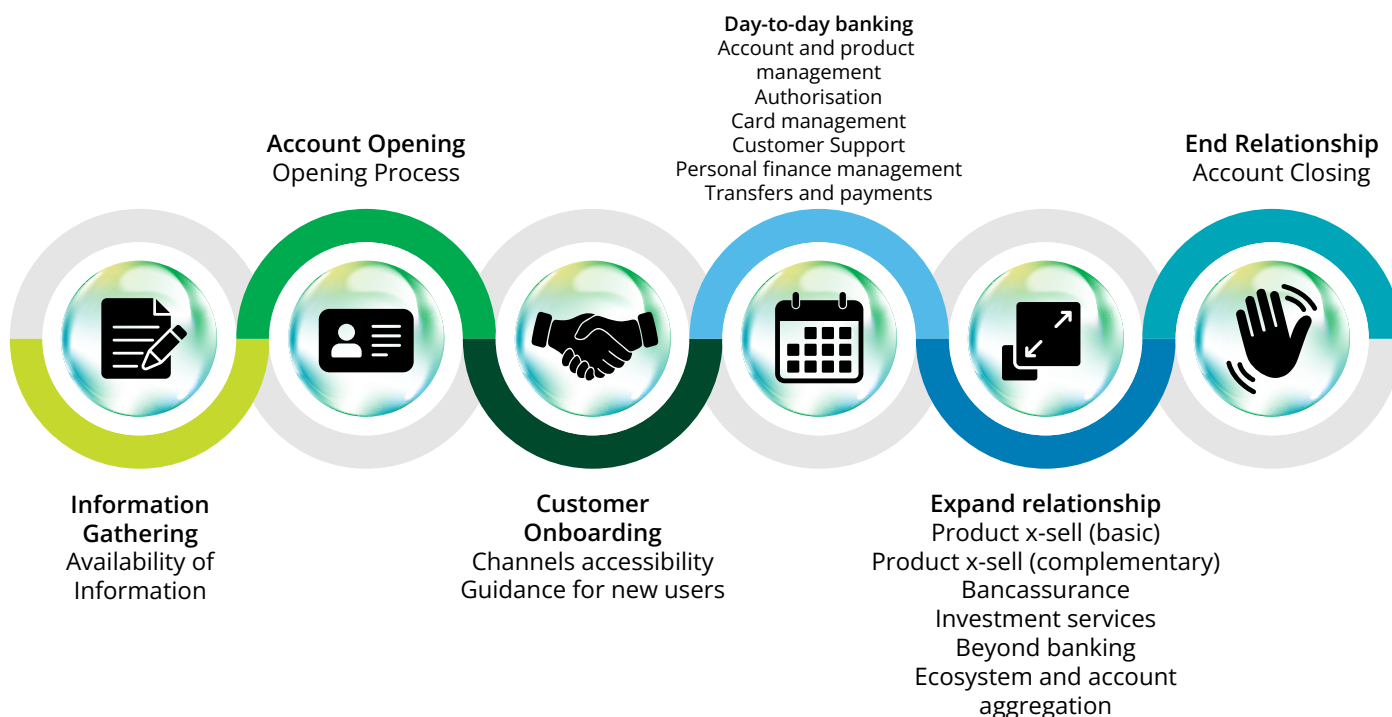 Information
Gathering
Availability of
Information
Account Opening
Opening Process
Customer
Onboarding
Channels accessibility
Guidance for new users
Day-to-day banking
Account and product
management
Authorisation
Card management
Customer Support
Personal finance management
Transfers and payments
Expand relationship
Product x-sell (basic)
Product x-sell (complementary)
Bancassurance
Investment services
Beyond banking
Ecosystem and account
aggregation
End Relationship
Account Closing